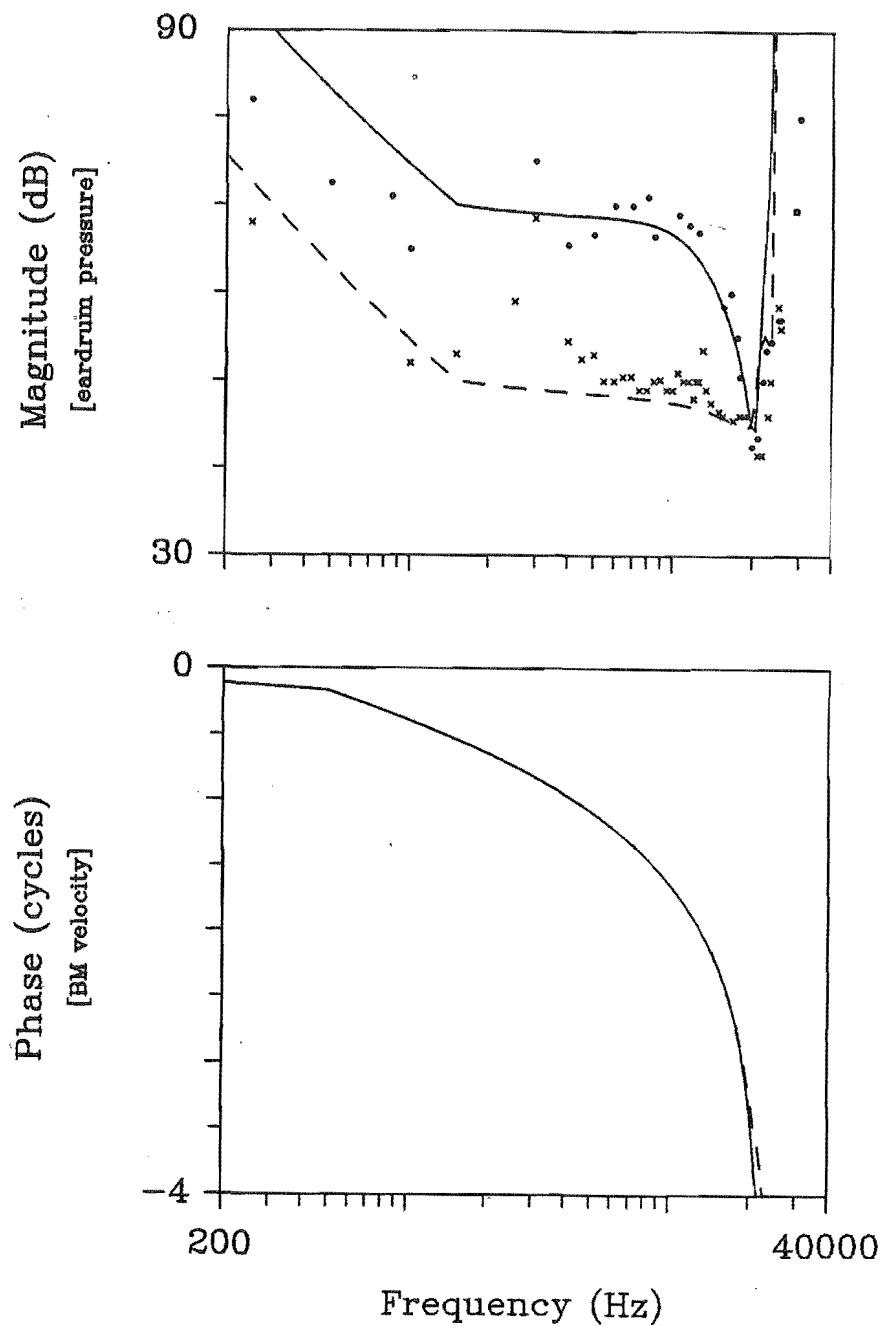 90
Magnitude (dB)
[eardrum pressure]
30
0
Phase (cycles)
[BM velocity]
-4
200
40000
Frequency (Hz)